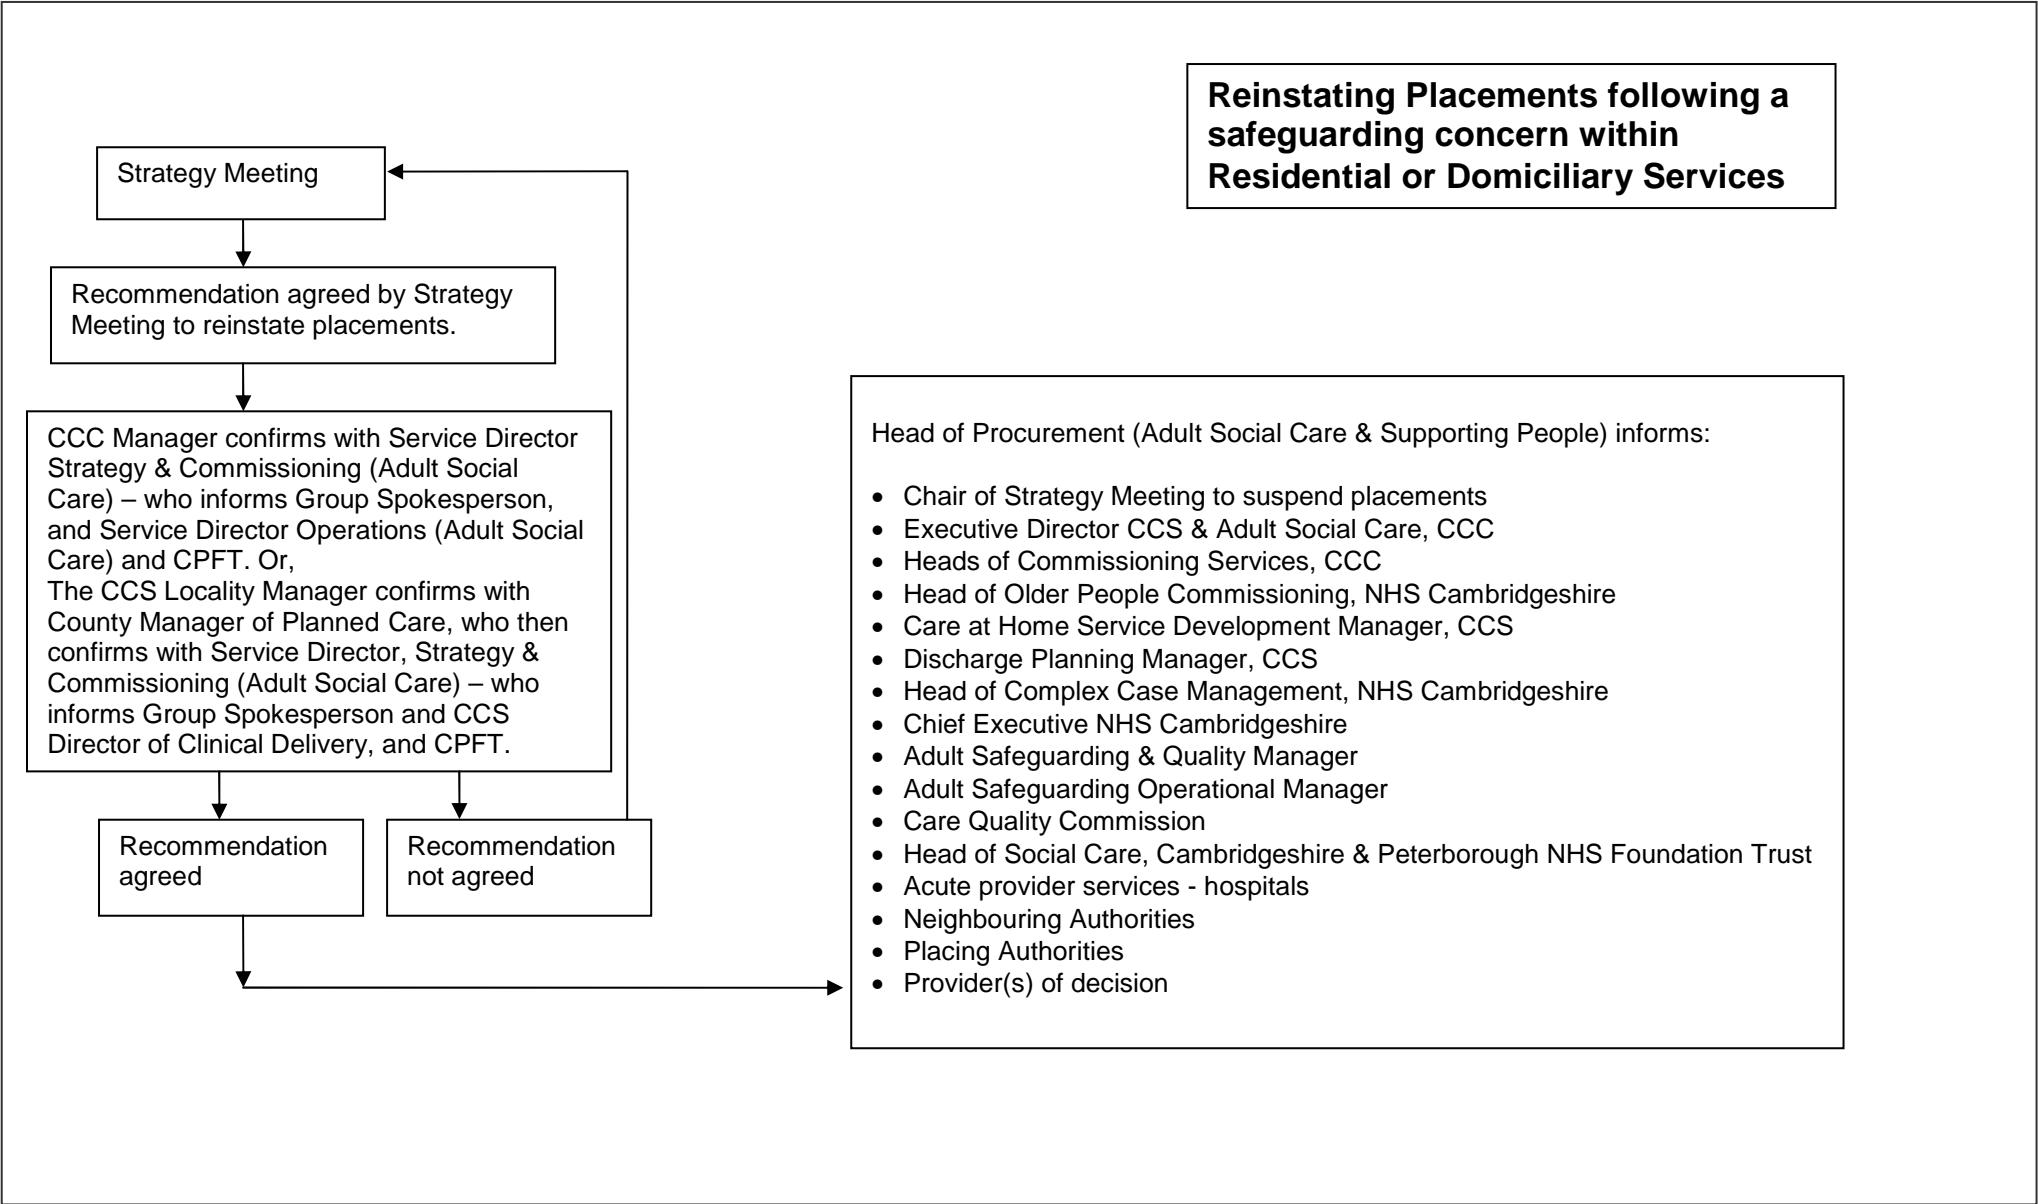 Reinstating Placements following a
safeguarding concern within
Residential or Domiciliary Services
Strategy Meeting
Recommendation agreed by Strategy
Meeting to reinstate placements.
CCC Manager confirms with Service Director
Strategy & Commissioning (Adult Social
Care) – who informs Group Spokesperson,
and Service Director Operations (Adult Social
Care) and CPFT. Or,
The CCS Locality Manager confirms with
County Manager of Planned Care, who then
confirms with Service Director, Strategy &
Commissioning (Adult Social Care) – who
informs Group Spokesperson and CCS
Director of Clinical Delivery, and CPFT.
Recommendation
agreed
Recommendation
not agreed
Head of Procurement (Adult Social Care & Supporting People) informs:
• Chair of Strategy Meeting to suspend placements
• Executive Director CCS & Adult Social Care, CCC
• Heads of Commissioning Services, CCC
• Head of Older People Commissioning, NHS Cambridgeshire
• Care at Home Service Development Manager, CCS
• Discharge Planning Manager, CCS
• Head of Complex Case Management, NHS Cambridgeshire
• Chief Executive NHS Cambridgeshire
• Adult Safeguarding & Quality Manager
• Adult Safeguarding Operational Manager
• Care Quality Commission
• Head of Social Care, Cambridgeshire & Peterborough NHS Foundation Trust
• Acute provider services - hospitals
• Neighbouring Authorities
• Placing Authorities
• Provider(s) of decision